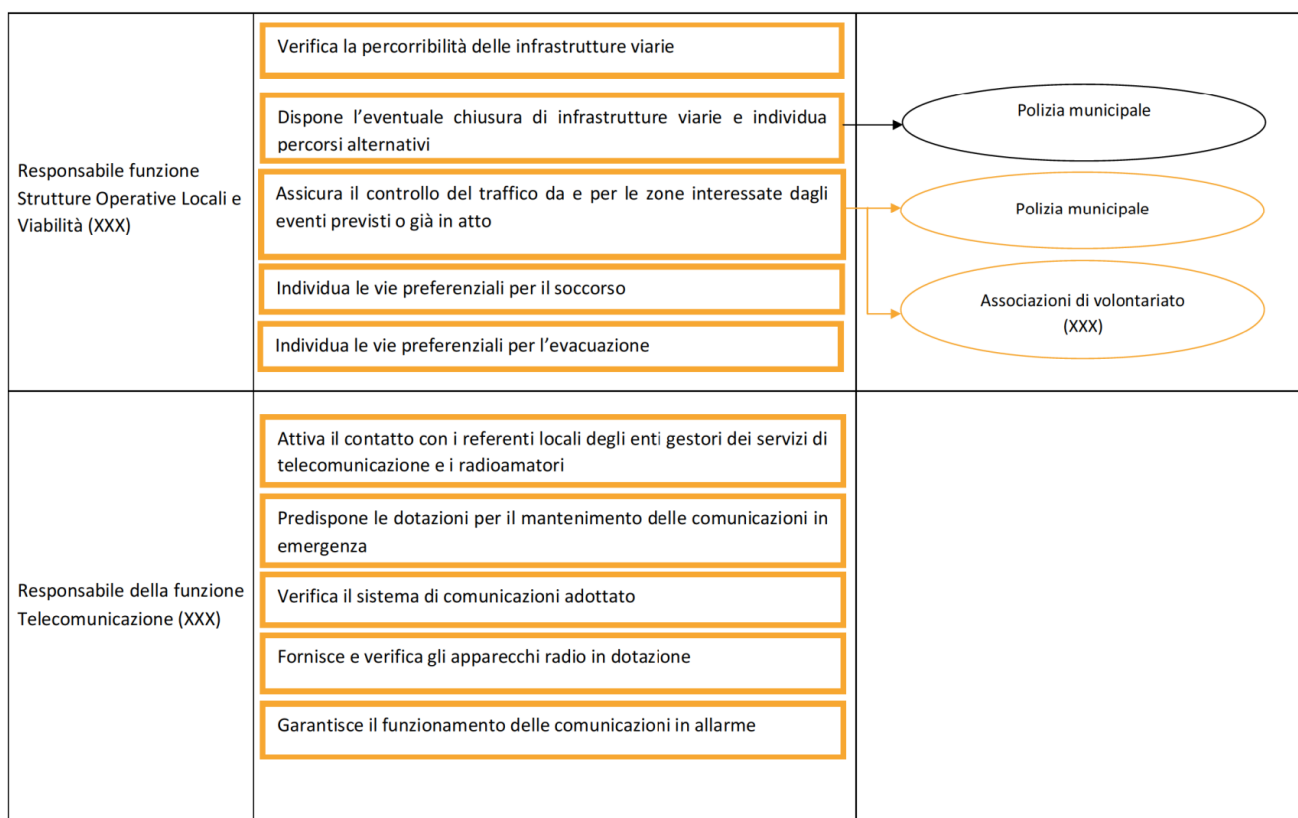 Responsabile funzione
Strutture Operative Locali e
Viabilità (XXX)
Verifica la percorribilità delle infrastrutture viarie
Dispone l’eventuale chiusura di infrastrutture viarie e individua
percorsi alternativi
Assicura il controllo del traffico da e per le zone interessate dagli
eventi previsti o già in atto
Individua le vie preferenziali per il soccorso
Individua le vie preferenziali per l’evacuazione
Polizia municipale
Polizia municipale
Associazioni di volontariato
(XXX)
Responsabile della funzione
Telecomunicazione (XXX)
Attiva il contatto con i referenti locali degli enti gestori dei servizi di
telecomunicazione e i radioamatori
Predispone le dotazioni per il mantenimento delle comunicazioni in
emergenza
Verifica il sistema di comunicazioni adottato
Fornisce e verifica gli apparecchi radio in dotazione
Garantisce il funzionamento delle comunicazioni in allarme